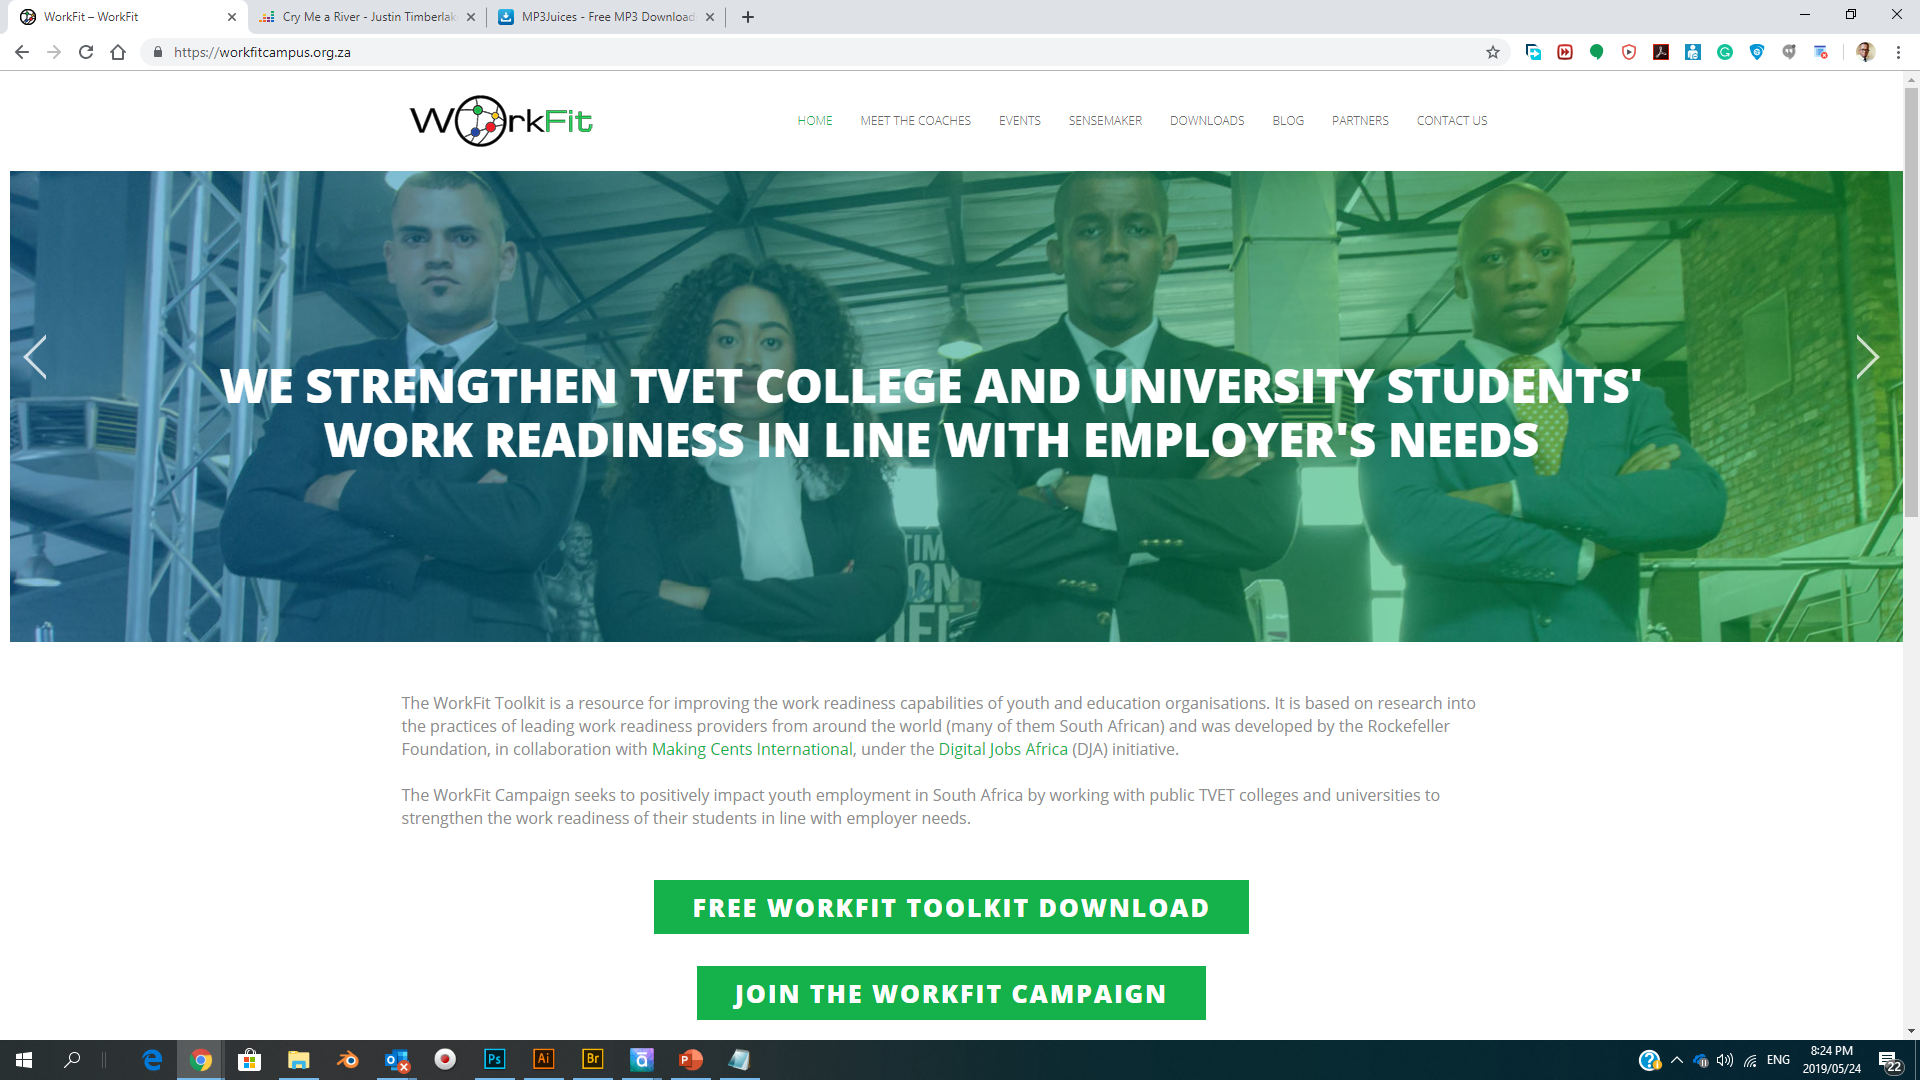 WorkFit – WorkFit
Cry Me a River - Justin Timberlak
MP3Juices - Free MP3 Download
https://workfitcampus.org.za
WorkFit
HOME MEET THE COACHES EVENTS SENSEMAKER DOWNLOADS BLOG PARTNERS CONTACT US
WE STRENGTHEN TVET COLLEGE AND UNIVERSITY STUDENTS'
WORK READINESS IN LINE WITH EMPLOYER'S NEEDS
The WorkFit Toolkit is a resource for improving the work readiness capabilities of youth and education organisations. It is based on research into
the practices of leading work readiness providers from around the world (many of them South African) and was developed by the Rockefeller
Foundation, in collaboration with Making Cents International, under the Digital Jobs Africa (DJA) initiative.
The WorkFit Campaign seeks to positively impact youth employment in South Africa by working with public TVET colleges and universities to
strengthen the work readiness of their students in line with employer needs.
FREE WORKFIT TOOLKIT DOWNLOAD
JOIN THE WORKFIT CAMPAIGN
Ps Ai Br
ENG
8:24 PM
2019/05/24
22